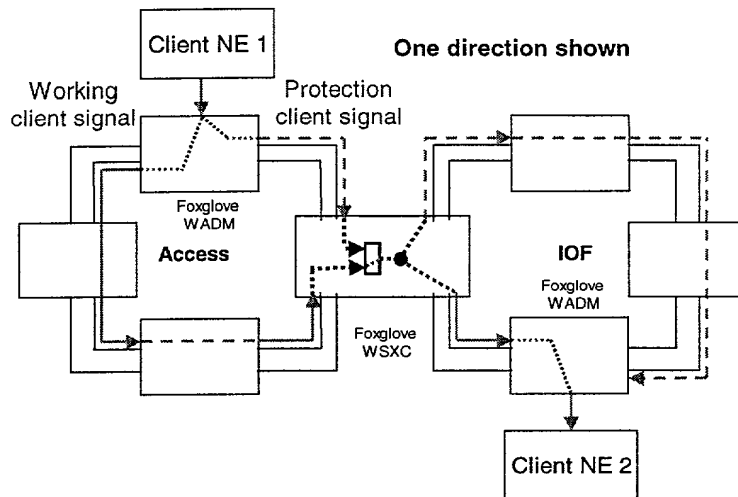 Client NE 1
One direction shown
Working
client signal
Protection
client signal
Foxglove
WADM
Access
IOF
Foxglove
WADM
Foxglove
WSXC
Client NE 2